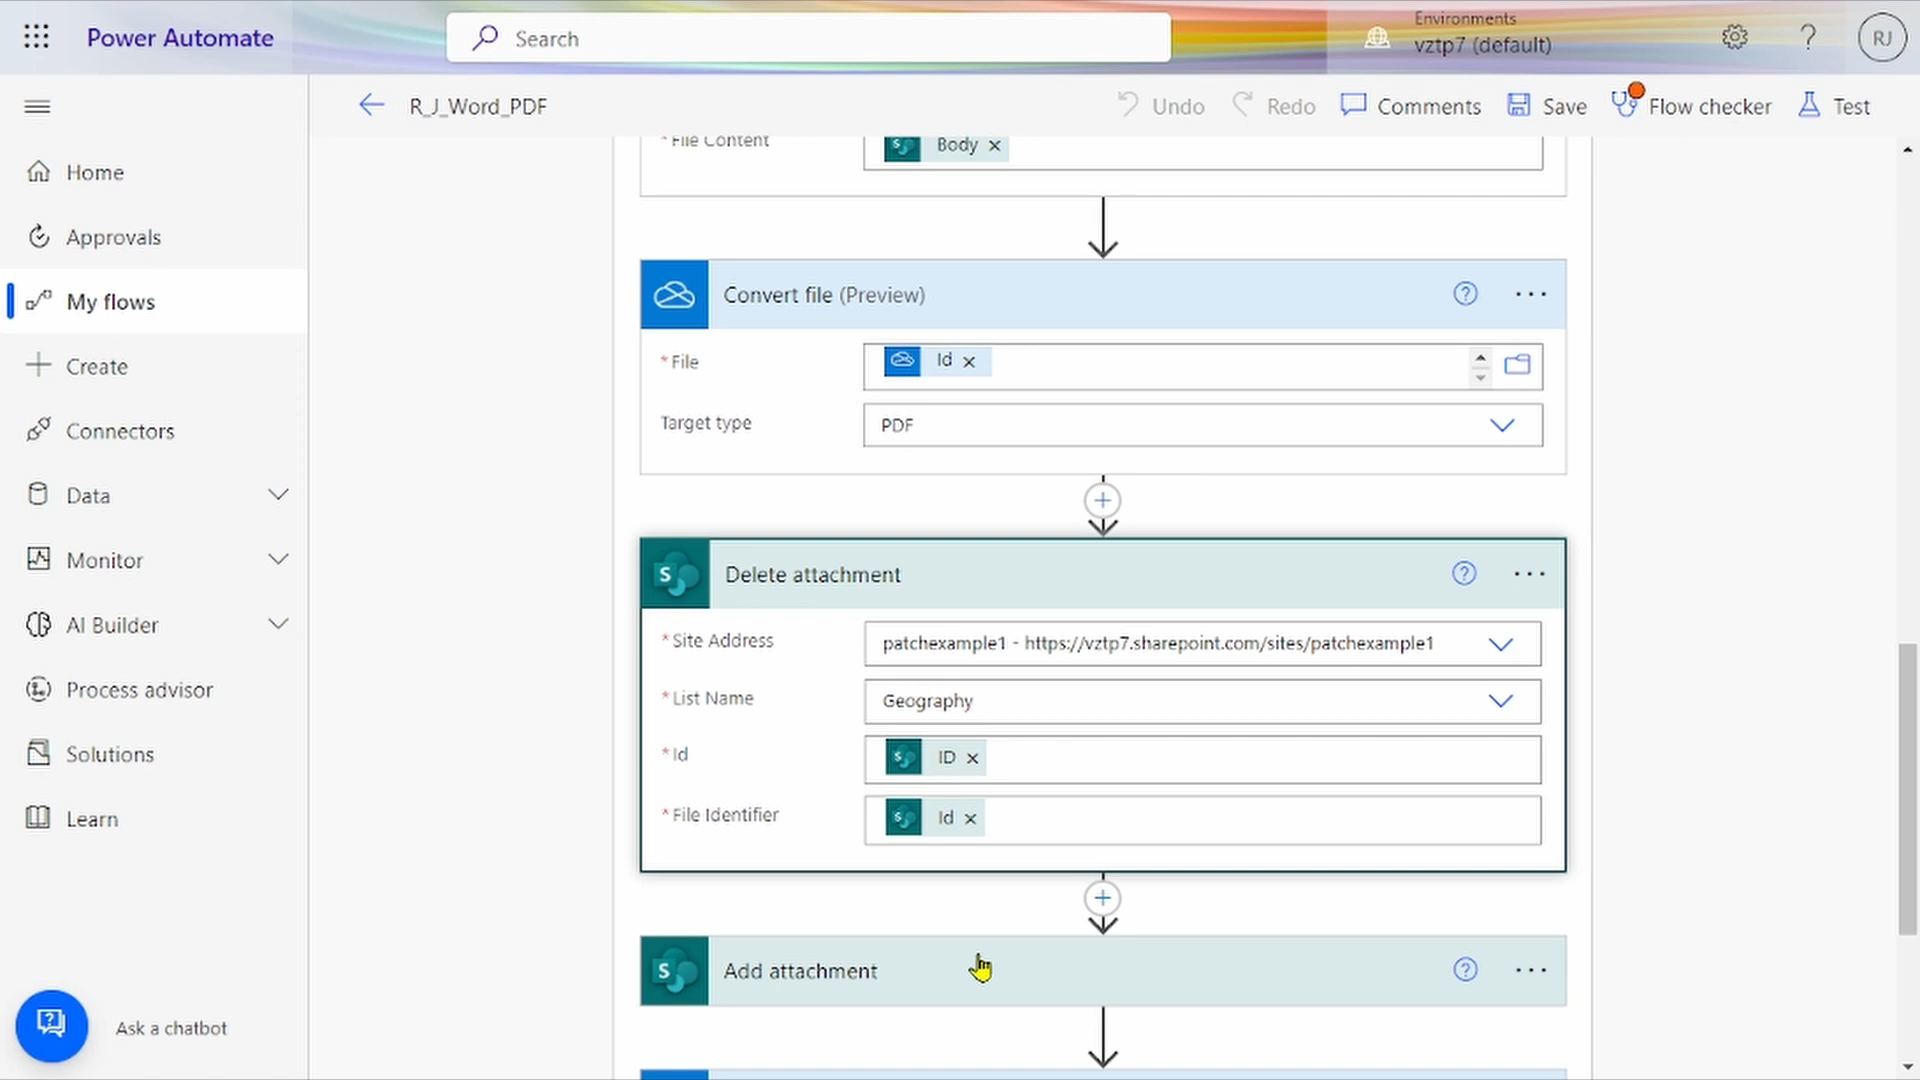 Power Automate
Search
Environments
vztp7 (default)
RJ
R_J_Word_PDF
Undo
Redo
Comments
Save
Flow checker
Test
Home
Approvals
My flows
Create
Connectors
Data
Monitor
AI Builder
Process advisor
Solutions
Learn
Ask a chatbot
* File Content
Body ×
Convert file (Preview)
* File
Id ×
Target type
PDF
Delete attachment
* Site Address
patchexample1 - https://vztp7.sharepoint.com/sites/patchexample1
* List Name
Geography
* Id
ID ×
* File Identifier
Id ×
Add attachment